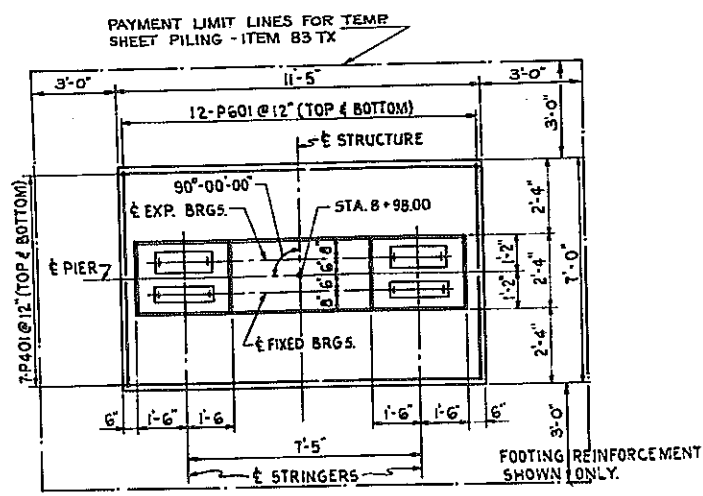 PAYMENT LIMIT LINES FOR TEMP.
SHEET PILING - ITEM 83 TX
3'-0"
11'-5"
3'-0"
12-P601 @ 12" (TOP & BOTTOM)
3'-0"
℄ STRUCTURE
90°-00'-00"
2'-4"
℄ EXP. BRGS.
STA. 8+98.00
7-P401 @ 12" (TOP & BOTTOM)
℄ PIER
8" 6" 6" 8"
1'-2" 1'-2"
2'-4"
7'-0"
℄ FIXED BRGS.
2'-4"
6"
1'-6"
1'-6
1'-6"
1'-6"
6"
3'-0"
7'-5"
℄ STRINGERS
FOOTING REINFORCEMENT
SHOWN ONLY.